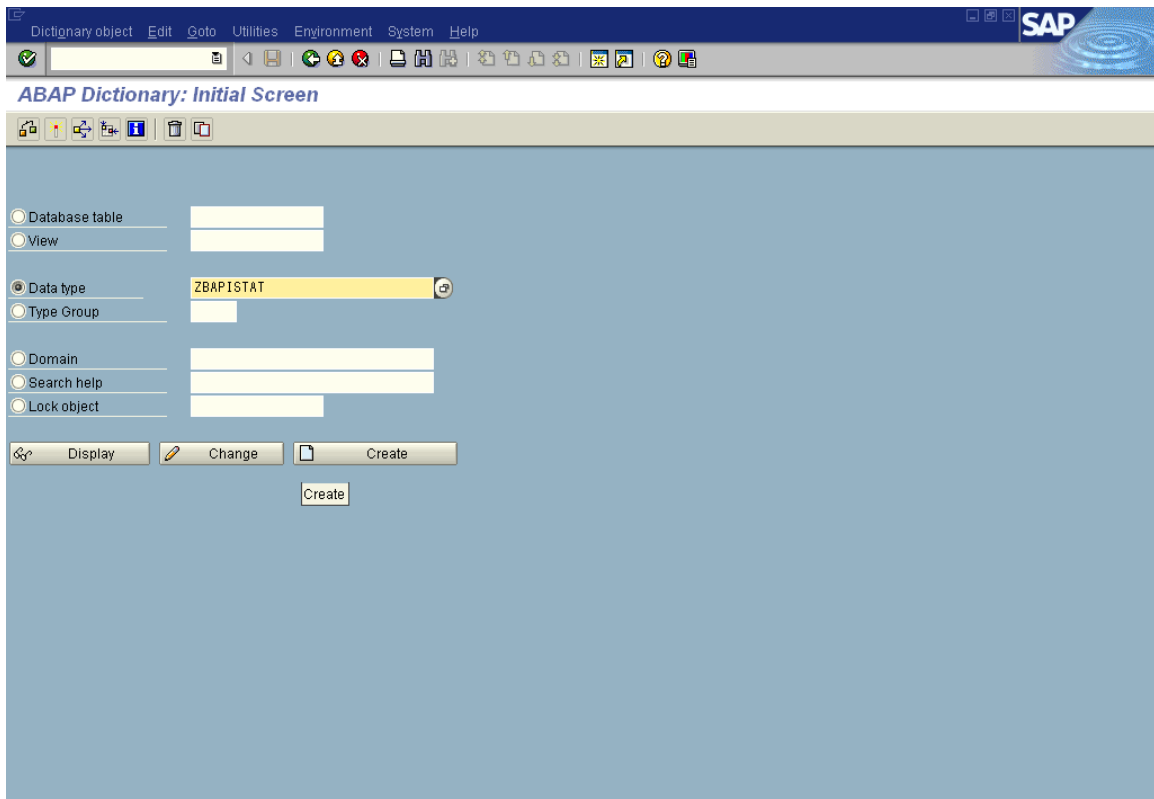 Dictionary object Edit Goto Utilities Environment System Help
SAP
ABAP Dictionary: Initial Screen
Database table
View
Data type ZBAPISTAT
Type Group
Domain
Search help
Lock object
Display Change Create
Create